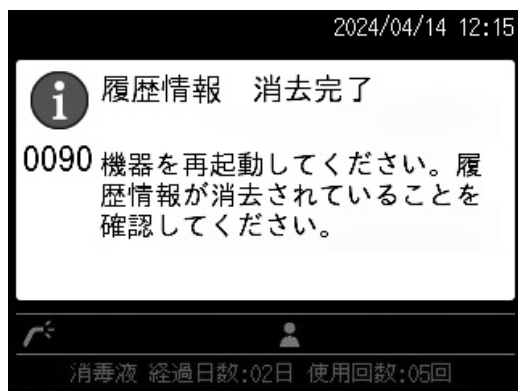 2024/04/14 12:15
i
履歴情報　消去完了
0090 機器を再起動してください。履
歴情報が消去されていることを
確認してください。
消毒液 経過日数:02日 使用回数:05回